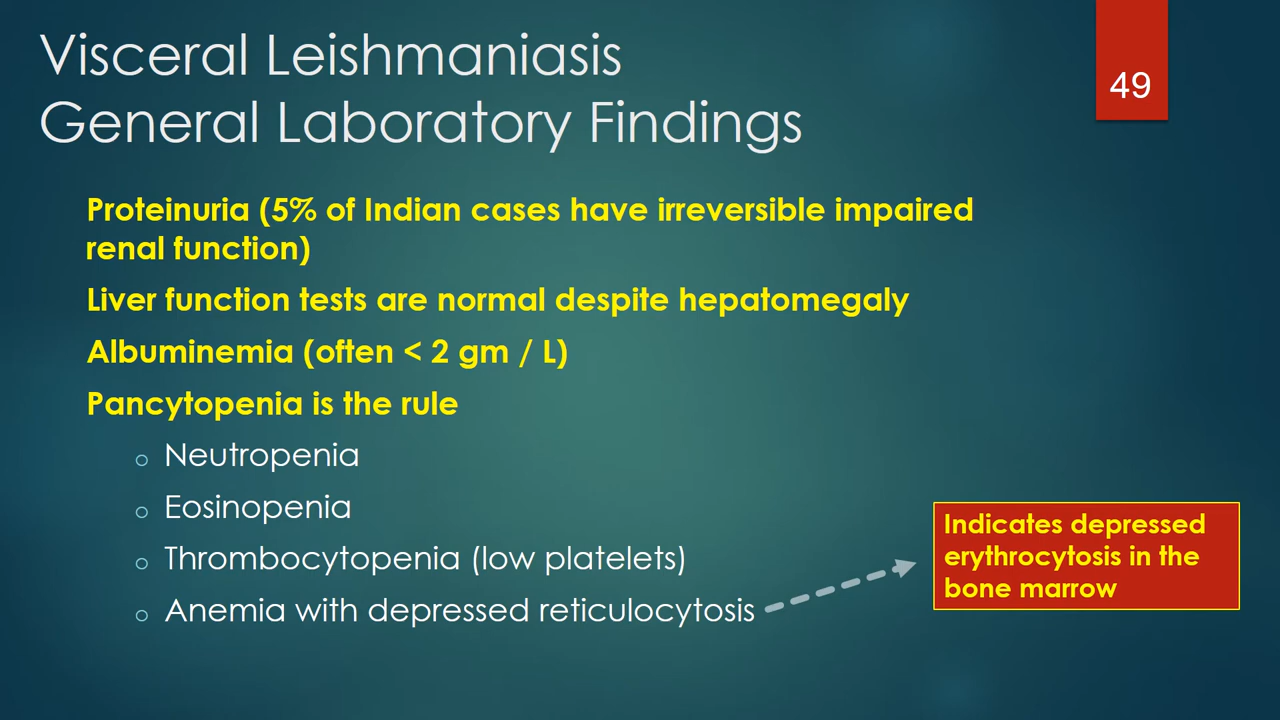 Visceral Leishmaniasis
General Laboratory Findings
49
Proteinuria (5% of Indian cases have irreversible impaired
renal function)
Liver function tests are normal despite hepatomegaly
Albuminemia (often < 2 gm / L)
Pancytopenia is the rule
o Neutropenia
o Eosinopenia
o Thrombocytopenia (low platelets)
o Anemia with depressed reticulocytosis
Indicates depressed
erythrocytosis in the
bone marrow